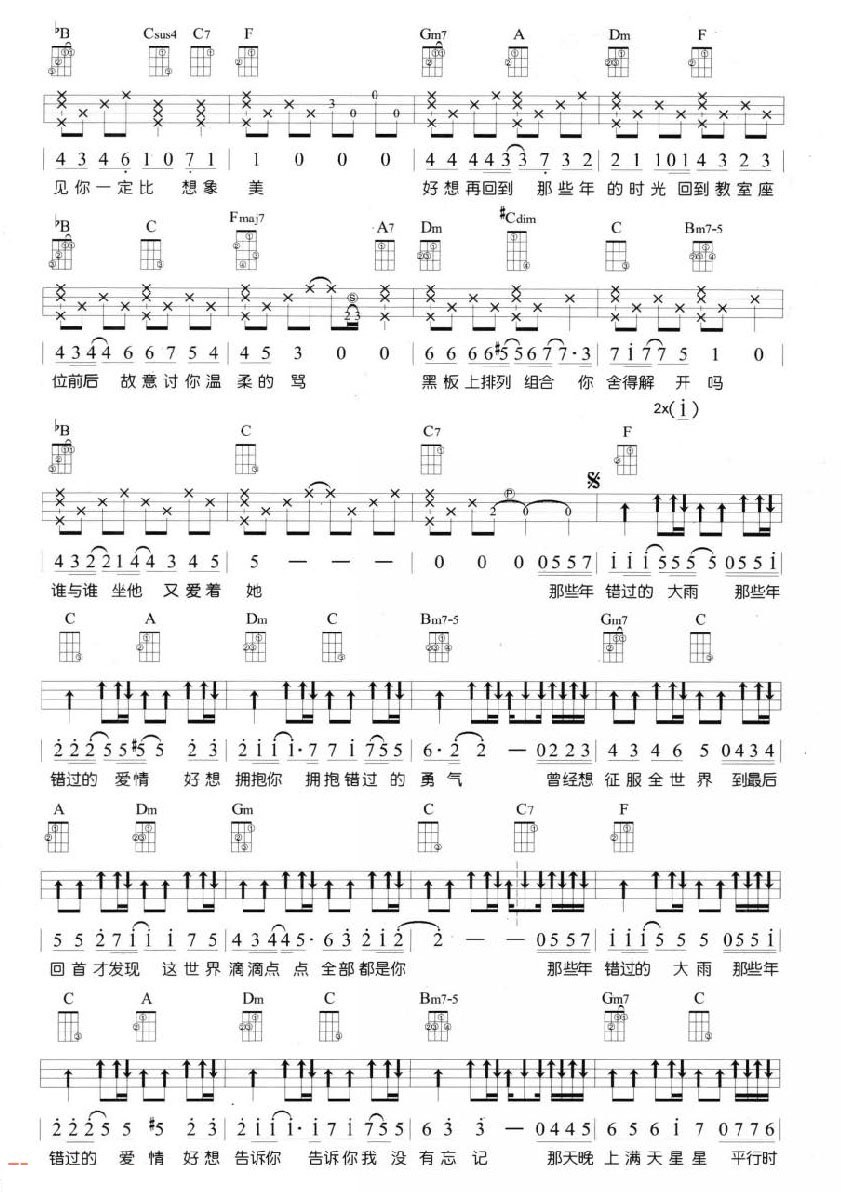 ♭B Csus4 C7 F Gm7 A Dm F
3 0 0 0 0
4 3 4 6 1 0 7 1 | 1 0 0 0 | 4 4 4 4 3 3 7 3 2 | 2 1 1 0 1 4 3 2 3
见你一定比 想象 美 好想再回到 那些年的时光回到教室座
♭B C Fmaj7 A7 Dm #Cdim C Bm7-5
S 2 3
4 3 4 4 6 6 7 5 4 | 4 5 3 0 0 | 6 6 6 6 #5 5 6 7 7·3 | 7 i 7 7 5 1 0
位前后 故意讨你温柔的骂 黑板上排列 组合 你 舍得解 开吗
2x(i)
♭B C C7 F
P 2 0 0
4 3 2 2 1 4 4 3 4 5 | 5 — — — | 0 0 0 0 5 5 7 | i i i 5 5 5 5 0 5 5 i
谁与谁 坐他 又爱着 她 那些年 错过的 大雨 那些年
C A Dm C Bm7-5 Gm7 C
2 2 2 5 5 #5 5 2 3 | 2 i i i·7 7 i 7 5 5 | 6·2 2 — 0 2 2 3 | 4 3 4 6 5 0 4 3 4
错过的 爱情 好想 拥抱你 拥抱错过 的 勇气 曾经想 征服全世界 到最后
A Dm Gm C C7 F
5 5 2 7 i i i 7 5 | 4 3 4 4 5·6 3 2 i 2 | 2 — — 0 5 5 7 | i i i 5 5 5 0 5 5 i
回首才发现 这世界 滴滴点点 全部都是你 那些年 错过的 大雨 那些年
C A Dm C Bm7-5 Gm7 C
2 2 2 5 5 #5 2 3 | 2 i i i·i 7 i 7 5 5 | 6 3 3 — 0 4 4 5 | 6 5 6 i 7 0 7 7 6
错过的 爱情好想 告诉你 告诉你我没有忘记 那天晚上满天星星 平行时